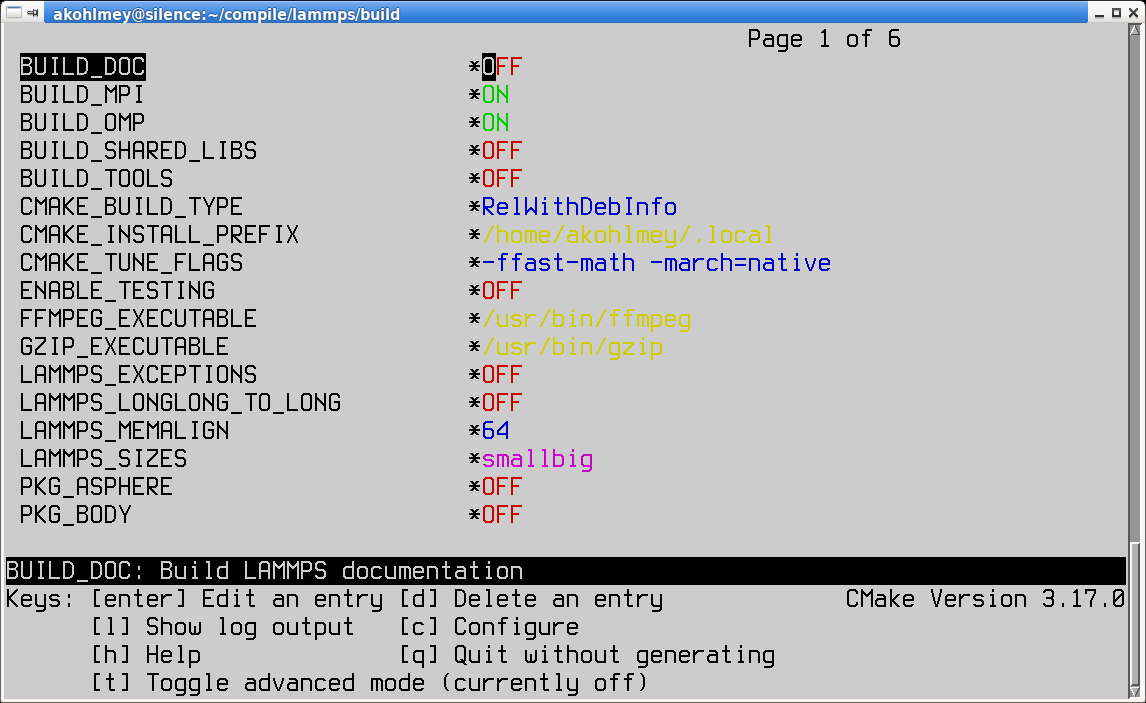 akohlmey@silence:~/compile/lammps/build
Page 1 of 6
BUILD_DOC *OFF
BUILD_MPI *ON
BUILD_OMP *ON
BUILD_SHARED_LIBS *OFF
BUILD_TOOLS *OFF
CMAKE_BUILD_TYPE *RelWithDebInfo
CMAKE_INSTALL_PREFIX */home/akohlmey/.local
CMAKE_TUNE_FLAGS *-ffast-math -march=native
ENABLE_TESTING *OFF
FFMPEG_EXECUTABLE */usr/bin/ffmpeg
GZIP_EXECUTABLE */usr/bin/gzip
LAMMPS_EXCEPTIONS *OFF
LAMMPS_LONGLONG_TO_LONG *OFF
LAMMPS_MEMALIGN *64
LAMMPS_SIZES *smallbig
PKG_ASPHERE *OFF
PKG_BODY *OFF
BUILD_DOC: Build LAMMPS documentation
Keys: [enter] Edit an entry [d] Delete an entry CMake Version 3.17.0
[l] Show log output [c] Configure
[h] Help [q] Quit without generating
[t] Toggle advanced mode (currently off)